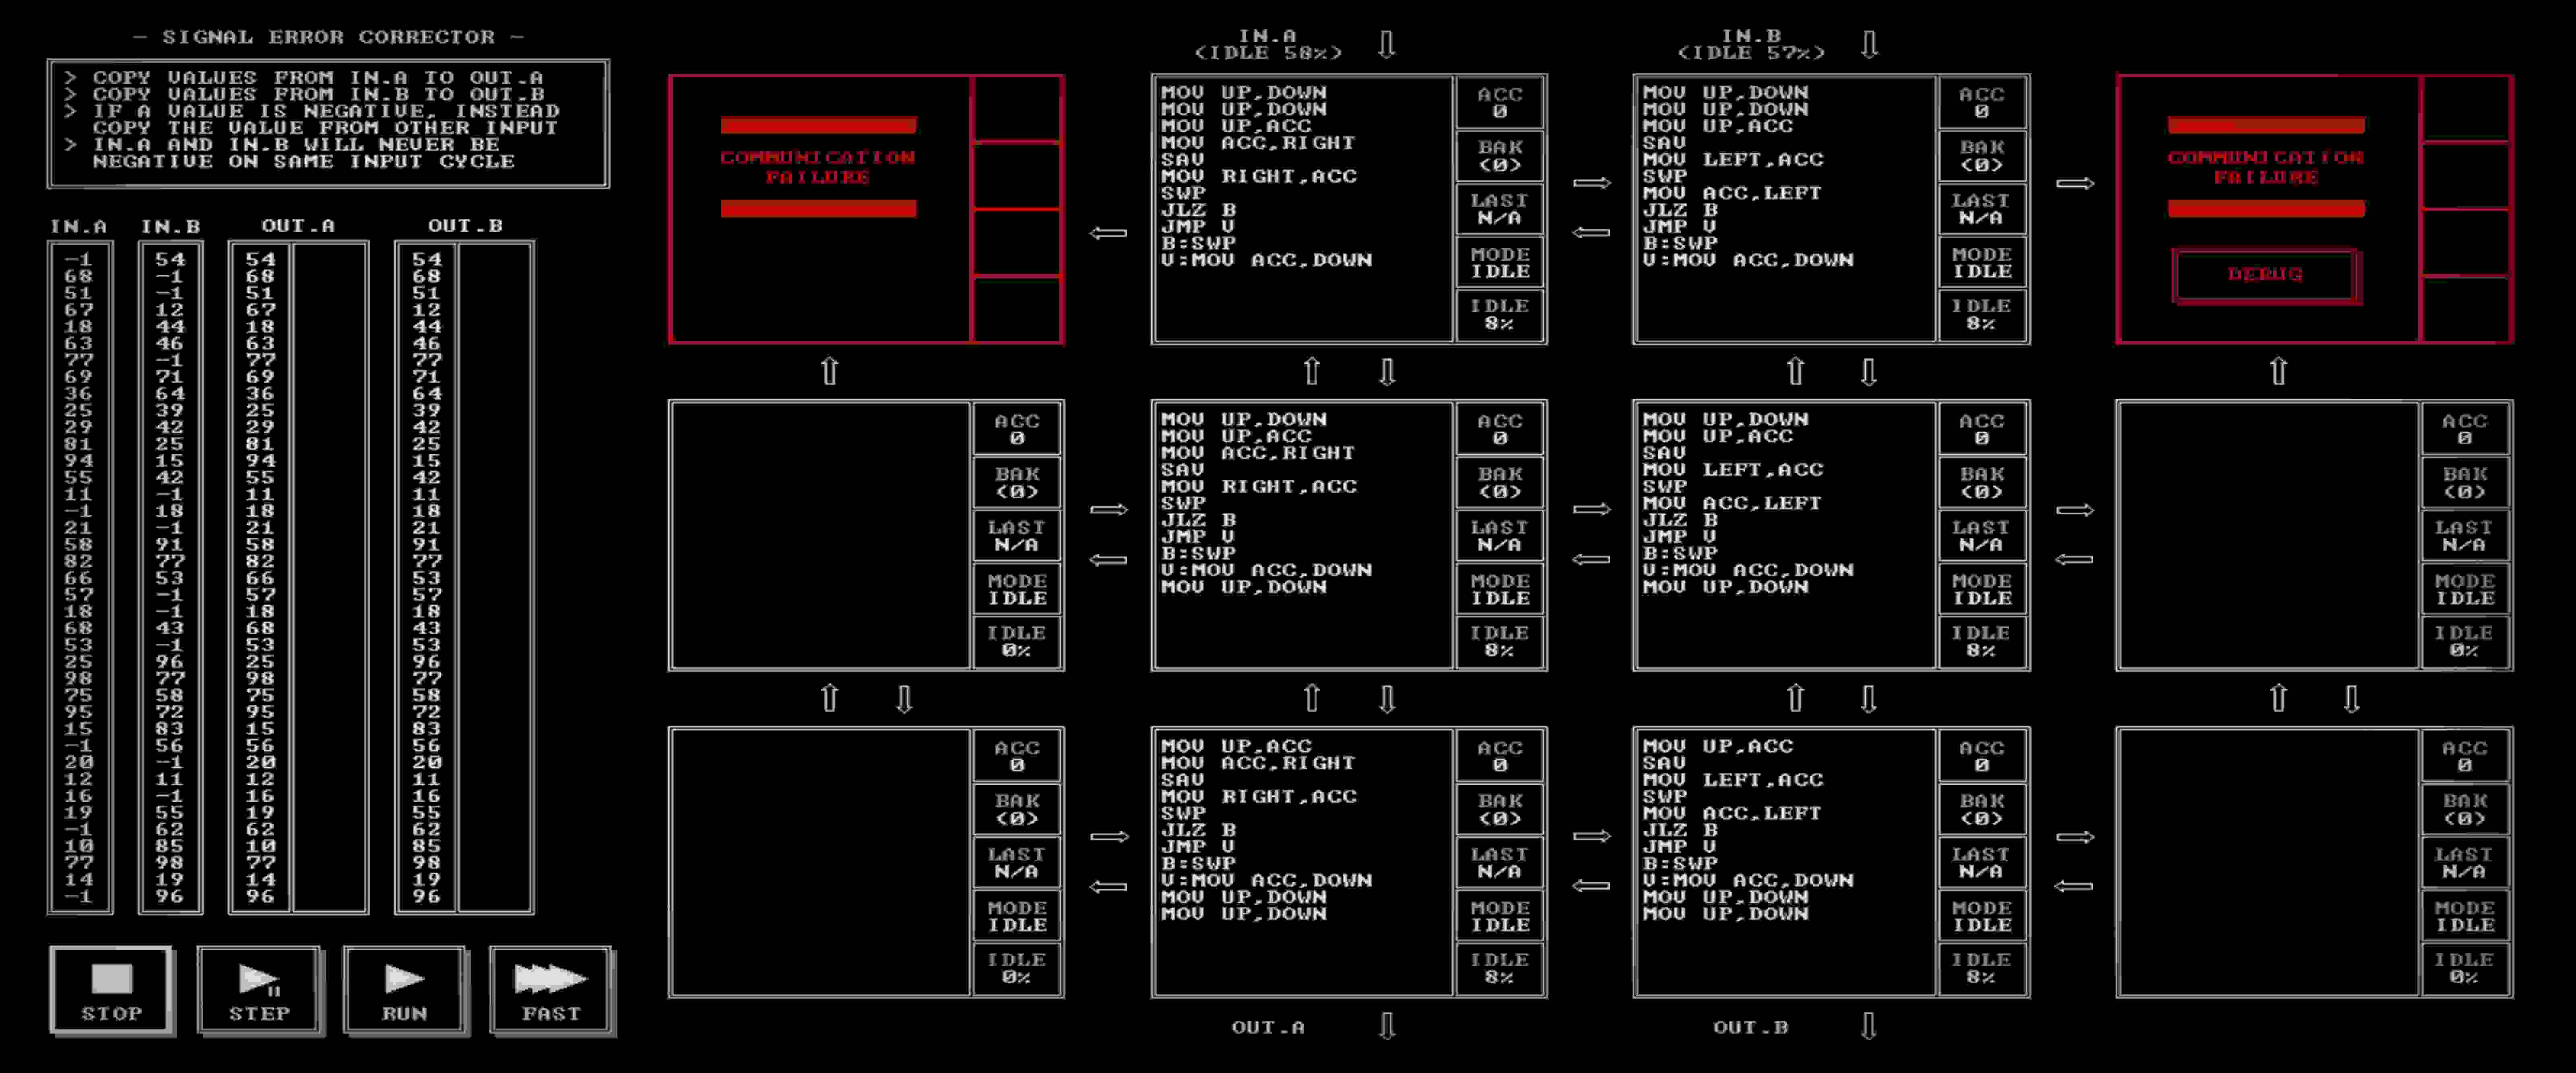 - SIGNAL ERROR CORRECTOR -
> COPY VALUES FROM IN.A TO OUT.A
> COPY VALUES FROM IN.B TO OUT.B
> IF A VALUE IS NEGATIVE, INSTEAD
COPY THE VALUE FROM OTHER INPUT
> IN.A AND IN.B WILL NEVER BE
NEGATIVE ON SAME INPUT CYCLE
IN.A IN.B OUT.A OUT.B
-1 54 54 54
68 -1 68 68
51 -1 51 51
67 12 67 12
18 44 18 44
63 46 63 46
77 -1 77 77
69 71 69 71
36 64 36 64
25 39 25 39
29 42 29 42
81 25 81 25
94 15 94 15
55 42 55 42
11 -1 11 11
-1 18 18 18
21 -1 21 21
58 91 58 91
82 77 82 77
66 53 66 53
57 -1 57 57
18 -1 18 18
68 43 68 43
53 -1 53 53
25 96 25 96
98 77 98 77
75 58 75 58
95 72 95 72
15 83 15 83
-1 56 56 56
20 -1 20 20
12 11 12 11
16 -1 16 16
19 55 19 55
-1 62 62 62
10 85 10 85
77 98 77 98
14 19 14 19
-1 96 96 96
STOP
STEP
RUN
FAST
COMMUNICATION
FAILURE
IN.A
(IDLE 58%)
MOV UP,DOWN
MOV UP,DOWN
MOV UP,ACC
MOV ACC,RIGHT
SAV
MOV RIGHT,ACC
SWP
JLZ B
JMP V
B:SWP
V:MOV ACC,DOWN
ACC
0
BAK
(0)
LAST
N/A
MODE
IDLE
IDLE
8%
IN.B
(IDLE 57%)
MOV UP,DOWN
MOV UP,DOWN
MOV UP,ACC
SAV
MOV LEFT,ACC
SWP
MOV ACC,LEFT
JLZ B
JMP V
B:SWP
V:MOV ACC,DOWN
ACC
0
BAK
(0)
LAST
N/A
MODE
IDLE
IDLE
8%
COMMUNICATION
FAILURE
DEBUG
ACC
0
BAK
(0)
LAST
N/A
MODE
IDLE
IDLE
0%
MOV UP,DOWN
MOV UP,ACC
MOV ACC,RIGHT
SAV
MOV RIGHT,ACC
SWP
JLZ B
JMP V
B:SWP
V:MOV ACC,DOWN
MOV UP,DOWN
ACC
0
BAK
(0)
LAST
N/A
MODE
IDLE
IDLE
8%
MOV UP,DOWN
MOV UP,ACC
SAV
MOV LEFT,ACC
SWP
MOV ACC,LEFT
JLZ B
JMP V
B:SWP
V:MOV ACC,DOWN
MOV UP,DOWN
ACC
0
BAK
(0)
LAST
N/A
MODE
IDLE
IDLE
8%
ACC
0
BAK
(0)
LAST
N/A
MODE
IDLE
IDLE
0%
ACC
0
BAK
(0)
LAST
N/A
MODE
IDLE
IDLE
0%
MOV UP,ACC
MOV ACC,RIGHT
SAV
MOV RIGHT,ACC
SWP
JLZ B
JMP V
B:SWP
V:MOV ACC,DOWN
MOV UP,DOWN
MOV UP,DOWN
ACC
0
BAK
(0)
LAST
N/A
MODE
IDLE
IDLE
8%
MOV UP,ACC
SAV
MOV LEFT,ACC
SWP
MOV ACC,LEFT
JLZ B
JMP V
B:SWP
V:MOV ACC,DOWN
MOV UP,DOWN
MOV UP,DOWN
ACC
0
BAK
(0)
LAST
N/A
MODE
IDLE
IDLE
8%
ACC
0
BAK
(0)
LAST
N/A
MODE
IDLE
IDLE
0%
OUT.A
OUT.B